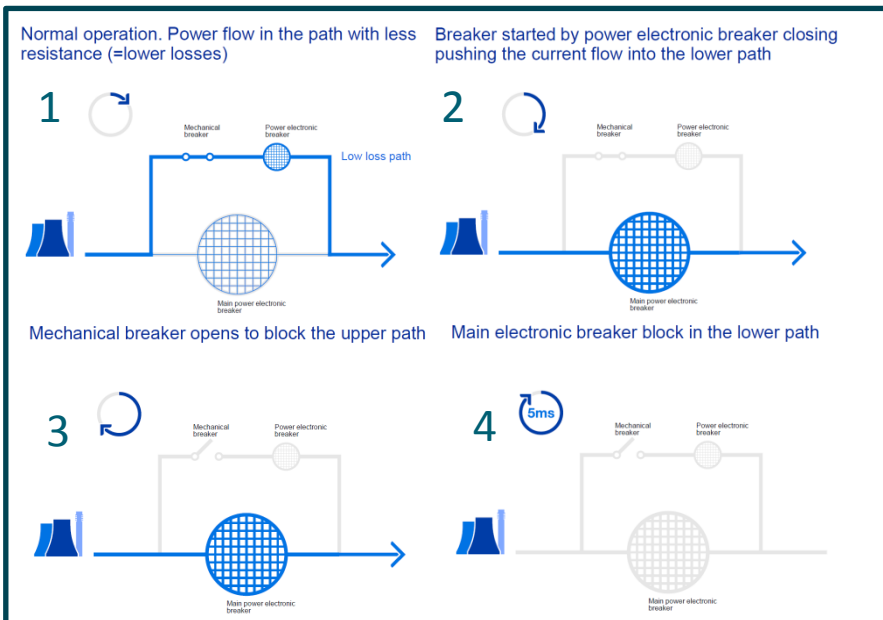 Normal operation. Power flow in the path with less
resistance (=lower losses)
1
Mechanical
breaker
Power electronic
breaker
Low loss path
Main power electronic
breaker
Breaker started by power electronic breaker closing
pushing the current flow into the lower path
2
Mechanical
breaker
Power electronic
breaker
Main power electronic
breaker
Mechanical breaker opens to block the upper path
3
Mechanical
breaker
Power electronic
breaker
Main power electronic
breaker
Main electronic breaker block in the lower path
4
5ms
Mechanical
breaker
Power electronic
breaker
Main power electronic
breaker